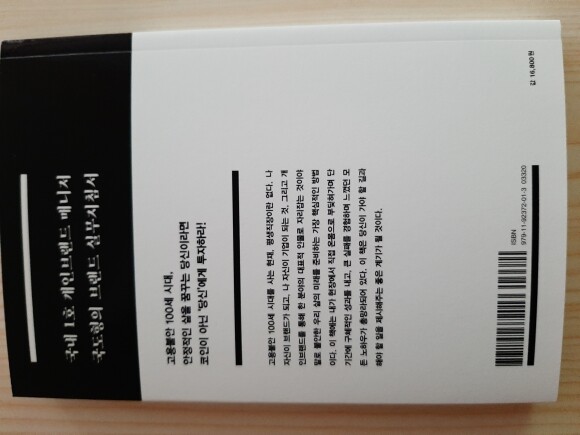 국내 1호 개인브랜드 매니저
국도형의 브랜드 실무지침서
고용불안 100세 시대,
안정적인 삶을 꿈꾸는 당신이라면
코인이 아닌 '당신'에게 투자하라!
고용불안 100세 시대를 사는 현재, 평생직장이란 없다. 나
자신이 브랜드가 되고, 나 자신이 기업이 되는 것, 그리고 개
인브랜드를 통해 한 분야의 대표적 인물로 자리잡는 것이야
말로 불안한 우리 삶의 미래를 준비하는 가장 핵심적인 방법
이다. 이 책에는 내가 현장에서 직접 온몸으로 부딪혀가며 단
기간에 구체적인 성과를 내고, 큰 실패를 경험하며 느꼈던 모
든 노하우가 총망라되어 있다. 이 책은 당신이 가야 할 길과
해야 할 일을 제시해주는 좋은 계기가 될 것이다.
ISBN 979-11-92372-01-3 03320
값 16,800원